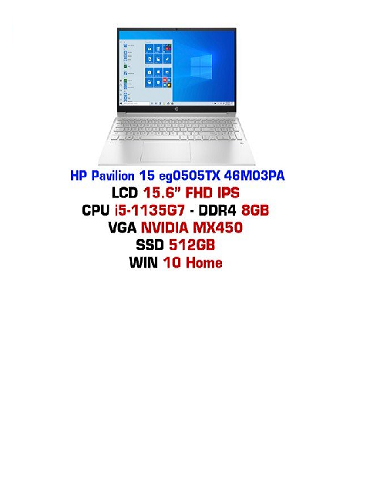 HP Pavilion 15 eg0505TX 46M03PA
LCD 15.6” FHD IPS
CPU i5-1135G7 - DDR4 8GB
VGA NVIDIA MX450
SSD 512GB
WIN 10 Home